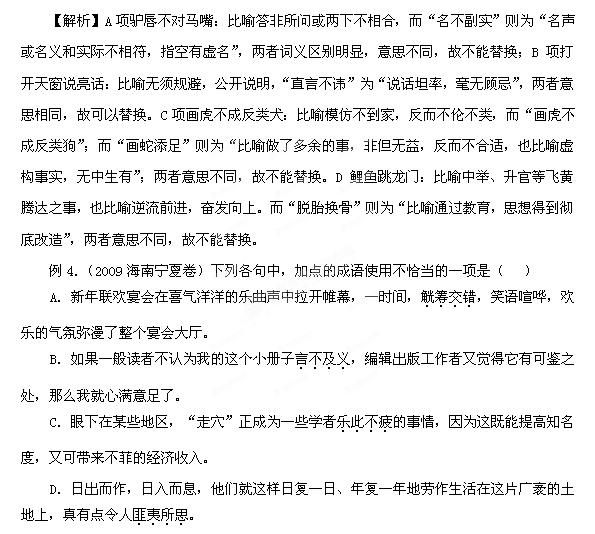 【解析】A 项驴唇不对马嘴：比喻答非所问或两下不相合，而“名不副实”则为“名声
或名义和实际不相符，指空有虚名”，两者词义区别明显，意思不同，故不能替换；B 项打
开天窗说亮话：比喻无须规避，公开说明，“直言不讳”为“说话坦率，毫无顾忌”，两者意
思相同，故可以替换。C 项画虎不成反类犬：比喻模仿不到家，反而不伦不类，而“画虎不
成反类狗”；而“画蛇添足”则为“比喻做了多余的事，非但无益，反而不合适，也比喻虚
构事实，无中生有”；两者意思不同，故不能替换。D 鲤鱼跳龙门：比喻中举、升官等飞黄
腾达之事，也比喻逆流前进，奋发向上。而“脱胎换骨”则为“比喻通过教育，思想得到彻
底改造”，两者意思不同，故不能替换。
例 4.（2009 海南宁夏卷）下列各句中，加点的成语使用不恰当的一项是（　）
A. 新年联欢宴会在喜气洋洋的乐曲声中拉开帷幕，一时间，觥筹交错，笑语喧哗，欢
乐的气氛弥漫了整个宴会大厅。
B. 如果一般读者不认为我的这个小册子言不及义，编辑出版工作者又觉得它有可鉴之
处，那么我就心满意足了。
C. 眼下在某些地区，“走穴”正成为一些学者乐此不疲的事情，因为这既能提高知名
度，又可带来不菲的经济收入。
D. 日出而作，日入而息，他们就这样日复一日、年复一年地劳作生活在这片广袤的土
地上，真有点令人匪夷所思。